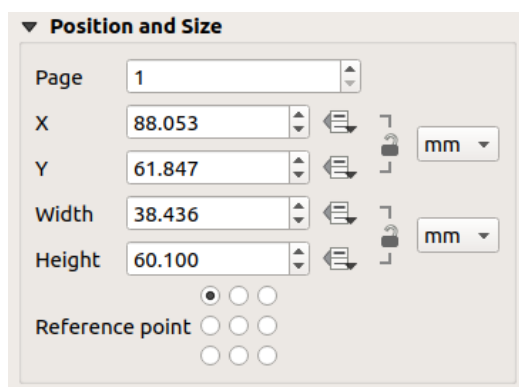 Position and Size
Page 1
X 88.053
mm
Y 61.847
Width 38.436
mm
Height 60.100
Reference point